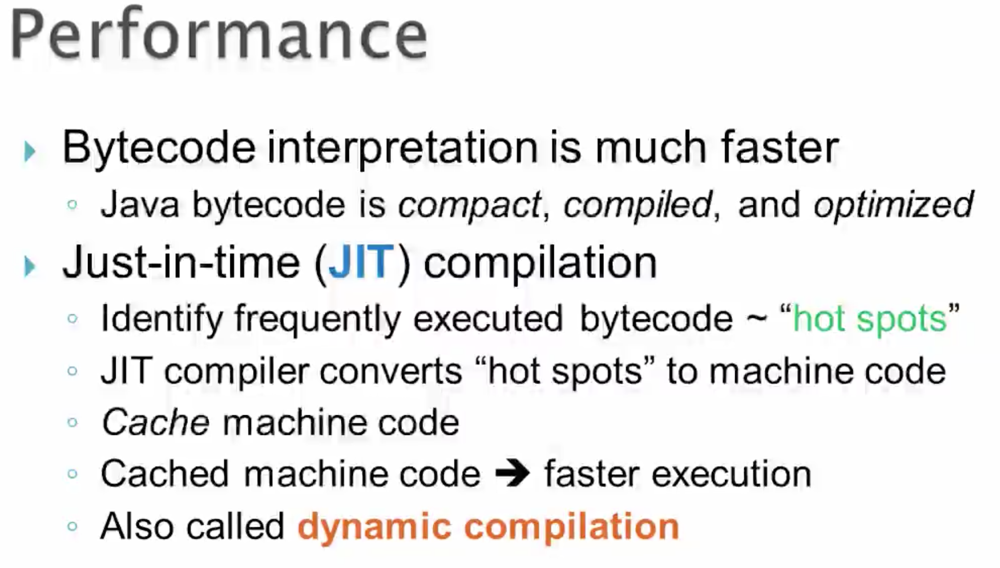 Performance
Bytecode interpretation is much faster
Java bytecode is compact, compiled, and optimized
Just-in-time (JIT) compilation
Identify frequently executed bytecode ~ “hot spots”
JIT compiler converts “hot spots” to machine code
Cache machine code
Cached machine code ➔ faster execution
Also called dynamic compilation